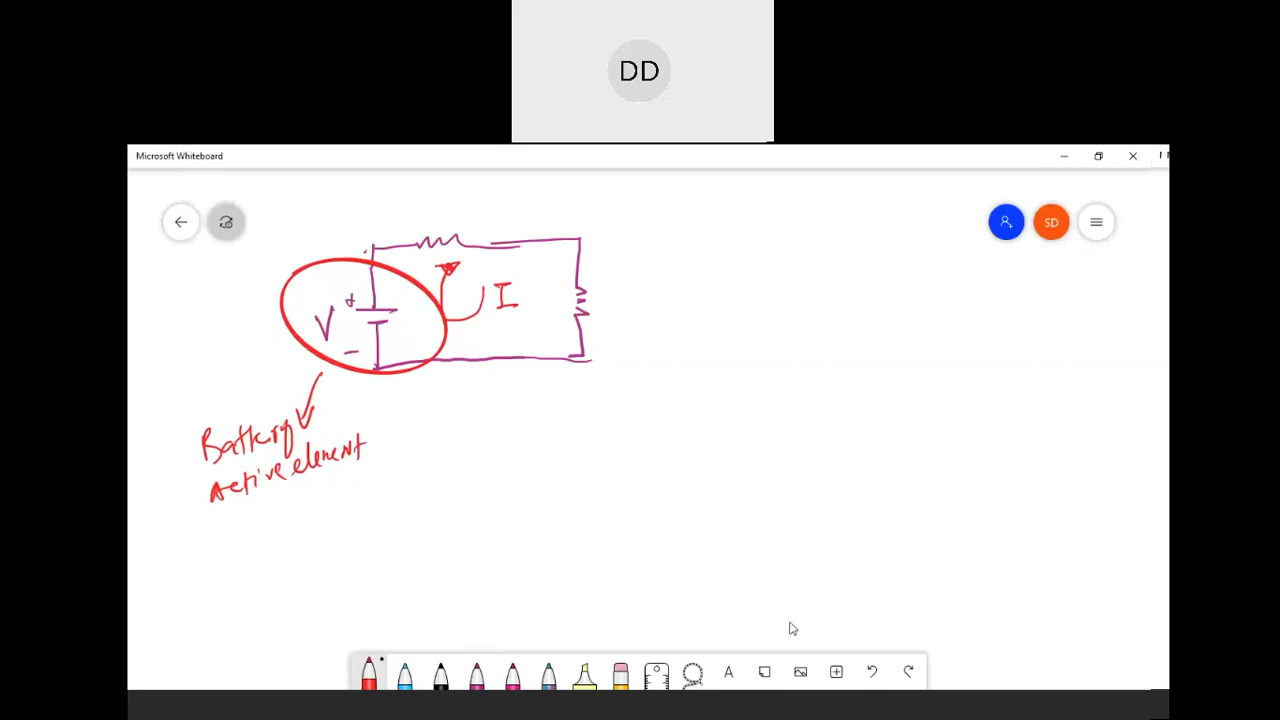 DD
Microsoft Whiteboard
SD
+
V
-
I
Battery
Active element
A